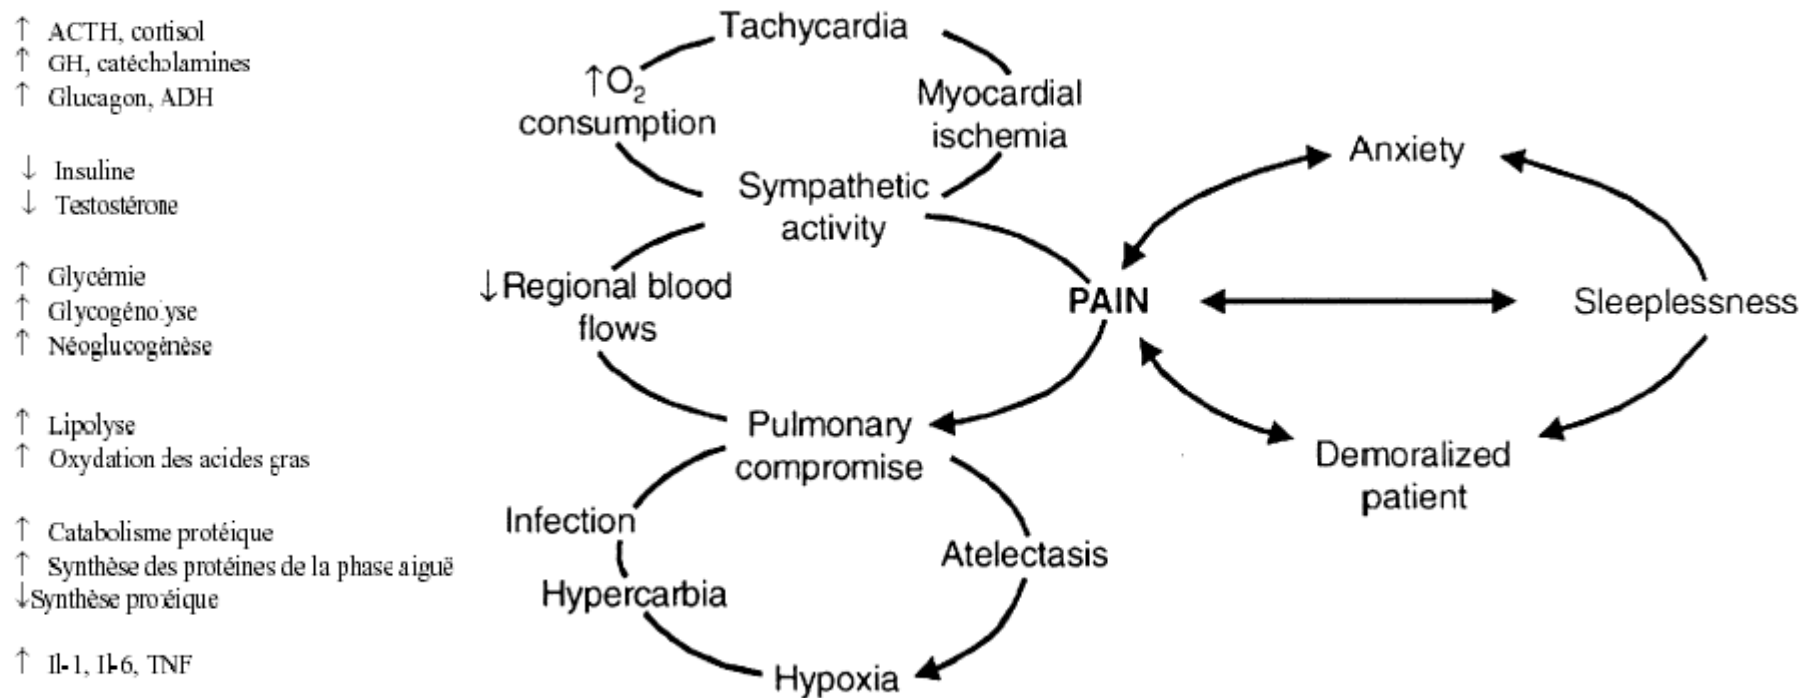 ↑ ACTH, cortisol
↑ GH, catécholamines
↑ Glucagon, ADH
↓ Insuline
↓ Testostérone
↑ Glycémie
↑ Glycogénolyse
↑ Néoglucogénèse
↑ Lipolyse
↑ Oxydation des acides gras
↑ Catabolisme protéique
↑ Synthèse des protéines de la phase aiguë
↓Synthèse protéique
↑ Il-1, Il-6, TNF
Tachycardia
↑O₂
consumption
Myocardial
ischemia
Sympathetic
activity
↓Regional blood
flows
PAIN
Pulmonary
compromise
Infection
Hypercarbia
Atelectasis
Hypoxia
Anxiety
Sleeplessness
Demoralized
patient